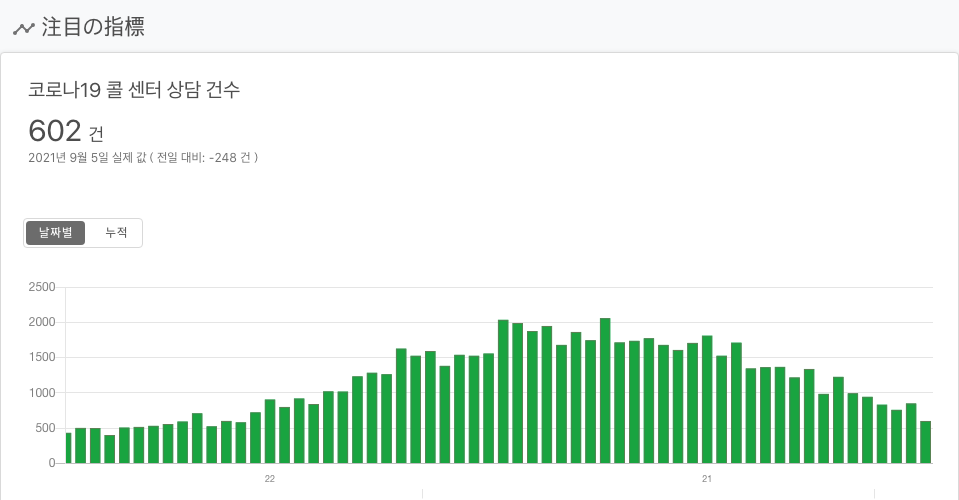 注目の指標
코로나19 콜 센터 상담 건수
602 건
2021년 9월 5일 실제 값 ( 전일 대비: -248 건 )
날짜별 누적
2500
2000
1500
1000
500
0
22 21